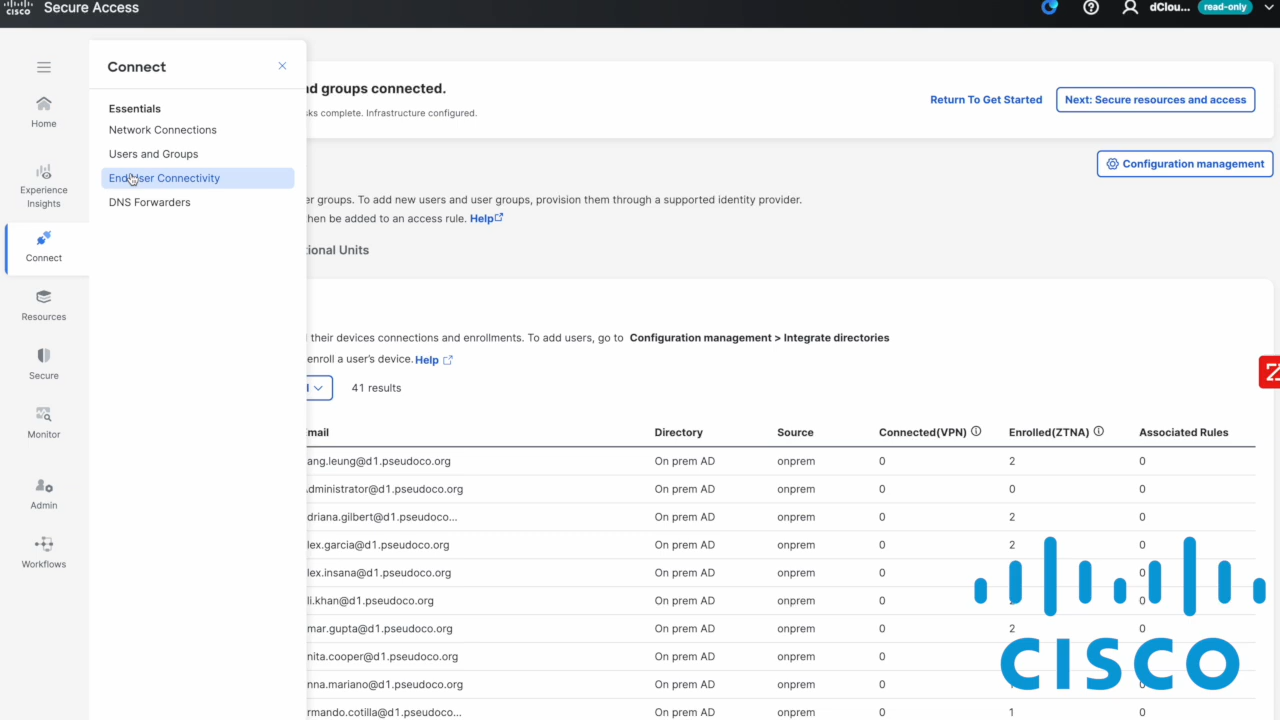 CISCO Secure Access
dClou... read-only
Connect
Essentials
Network Connections
Users and Groups
End User Connectivity
DNS Forwarders
Home
Experience
Insights
Connect
Resources
Secure
Monitor
Admin
Workflows
nd groups connected.
sks complete. Infrastructure configured.
Return To Get Started
Next: Secure resources and access
Configuration management
er groups. To add new users and user groups, provision them through a supported identity provider.
hen be added to an access rule. Help
tional Units
their devices connections and enrollments. To add users, go to Configuration management > Integrate directories
enroll a user's device. Help
41 results
mail Directory Source Connected(VPN) Enrolled(ZTNA) Associated Rules
ang.leung@d1.pseudoco.org On prem AD onprem 0 2 0
dministrator@d1.pseudoco.org On prem AD onprem 0 0 0
driana.gilbert@d1.pseudoco... On prem AD onprem 0 2 0
lex.garcia@d1.pseudoco.org On prem AD onprem 0 2 0
lex.insana@d1.pseudoco.org On prem AD onprem 0 0
li.khan@d1.pseudoco.org On prem AD onprem 0 0
mar.gupta@d1.pseudoco.org On prem AD onprem 0 2 0
nita.cooper@d1.pseudoco.org On prem AD onprem 0
nna.mariano@d1.pseudoco.org On prem AD onprem 0
rmando.cotilla@d1.pseudoco... On prem AD onprem 0 1 0
CISCO